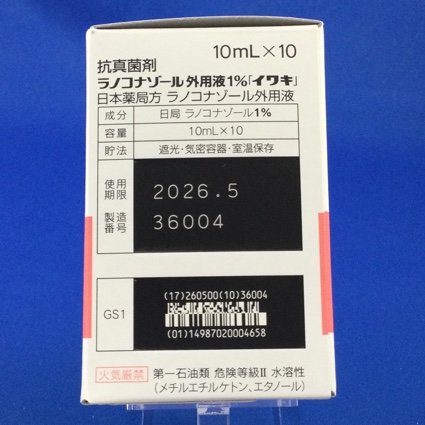 10mL×10
抗真菌剤
ラノコナゾール外用液1%「イワキ」
日本薬局方 ラノコナゾール外用液
成分 日局 ラノコナゾール1%
容量 10mL×10
貯法 遮光・気密容器・室温保存
使用期限 2026.5
製造番号 36004
GS1
(17)260500(10)36004
(01)14987020004658
火気厳禁 第一石油類 危険等級II 水溶性
(メチルエチルケトン、エタノール)